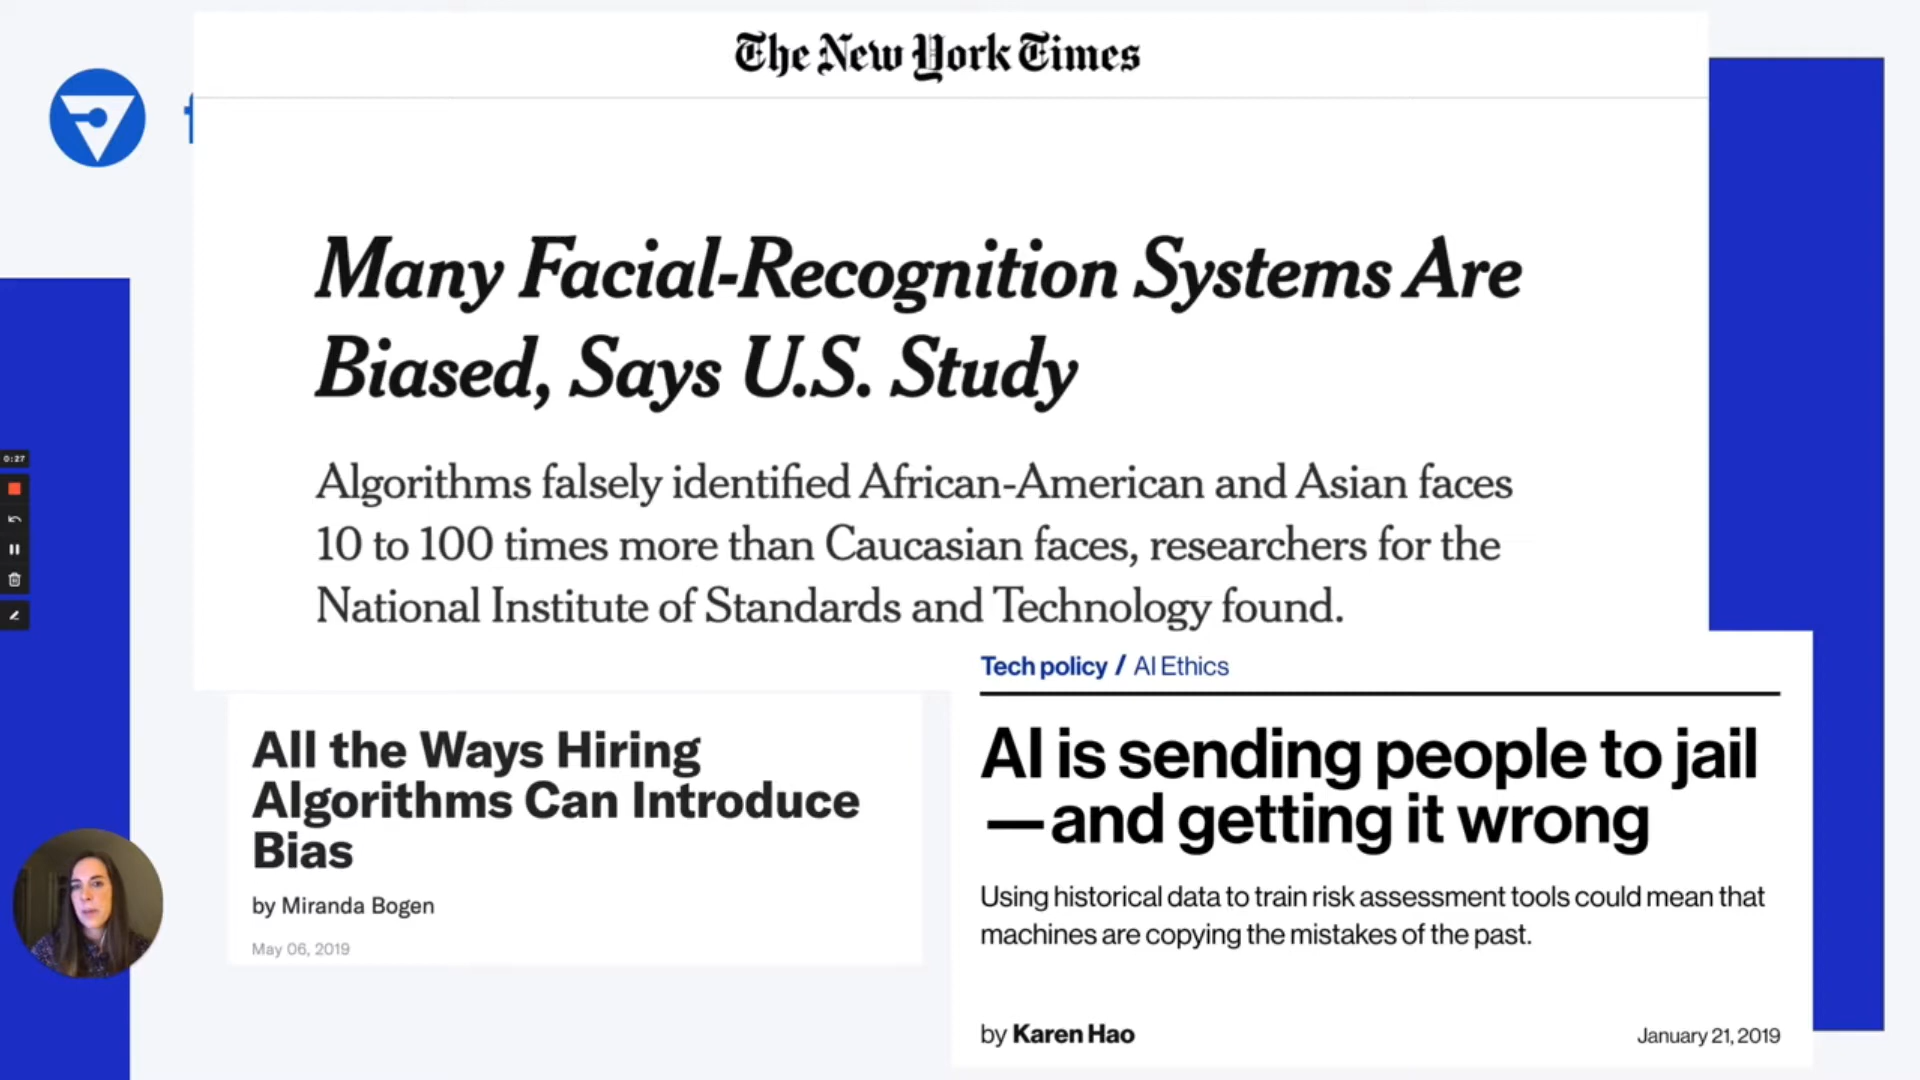 The New York Times
f
Many Facial-Recognition Systems Are
Biased, Says U.S. Study
Algorithms falsely identified African-American and Asian faces
10 to 100 times more than Caucasian faces, researchers for the
National Institute of Standards and Technology found.
0:27
All the Ways Hiring
Algorithms Can Introduce
Bias
by Miranda Bogen
May 06, 2019
Tech policy / AI Ethics
AI is sending people to jail
—and getting it wrong
Using historical data to train risk assessment tools could mean that
machines are copying the mistakes of the past.
by Karen Hao
January 21, 2019